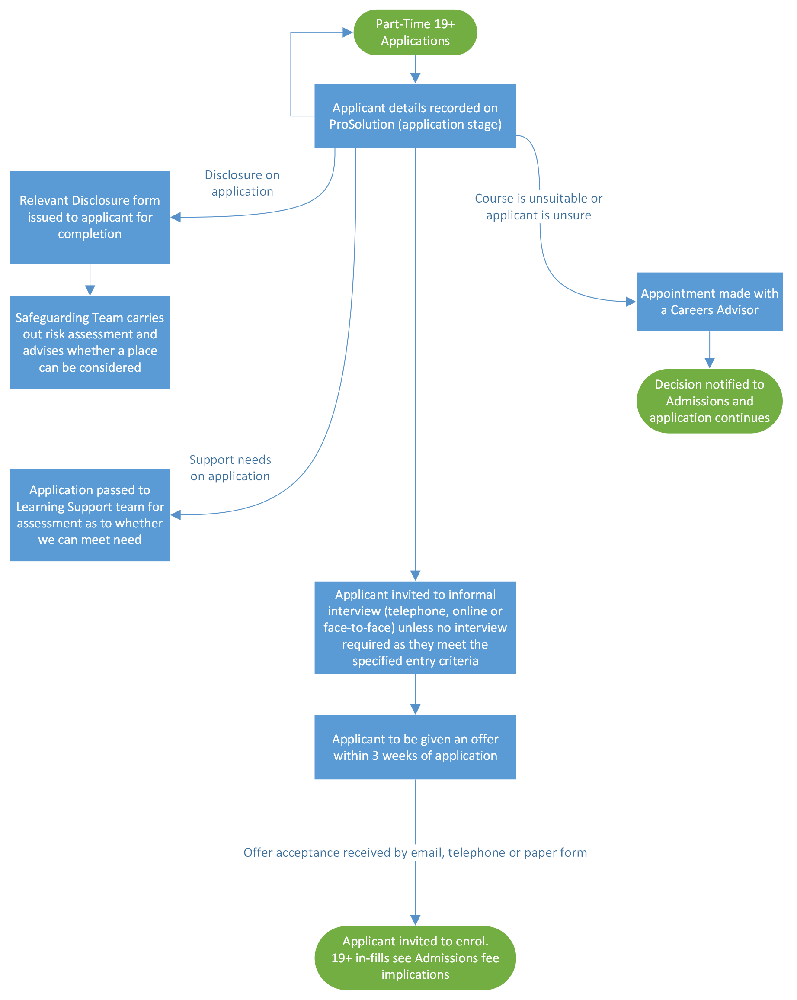 Part-Time 19+
Applications
Applicant details recorded on
ProSolution (application stage)
Disclosure on
application
Relevant Disclosure form
issued to applicant for
completion
Course is unsuitable or
applicant is unsure
Safeguarding Team carries
out risk assessment and
advises whether a place
can be considered
Appointment made with
a Careers Advisor
Decision notified to
Admissions and
application continues
Support needs
on application
Application passed to
Learning Support team for
assessment as to whether
we can meet need
Applicant invited to informal
interview (telephone, online or
face-to-face) unless no interview
required as they meet the
specified entry criteria
Applicant to be given an offer
within 3 weeks of application
Offer acceptance received by email, telephone or paper form
Applicant invited to enrol.
19+ in-fills see Admissions fee
implications